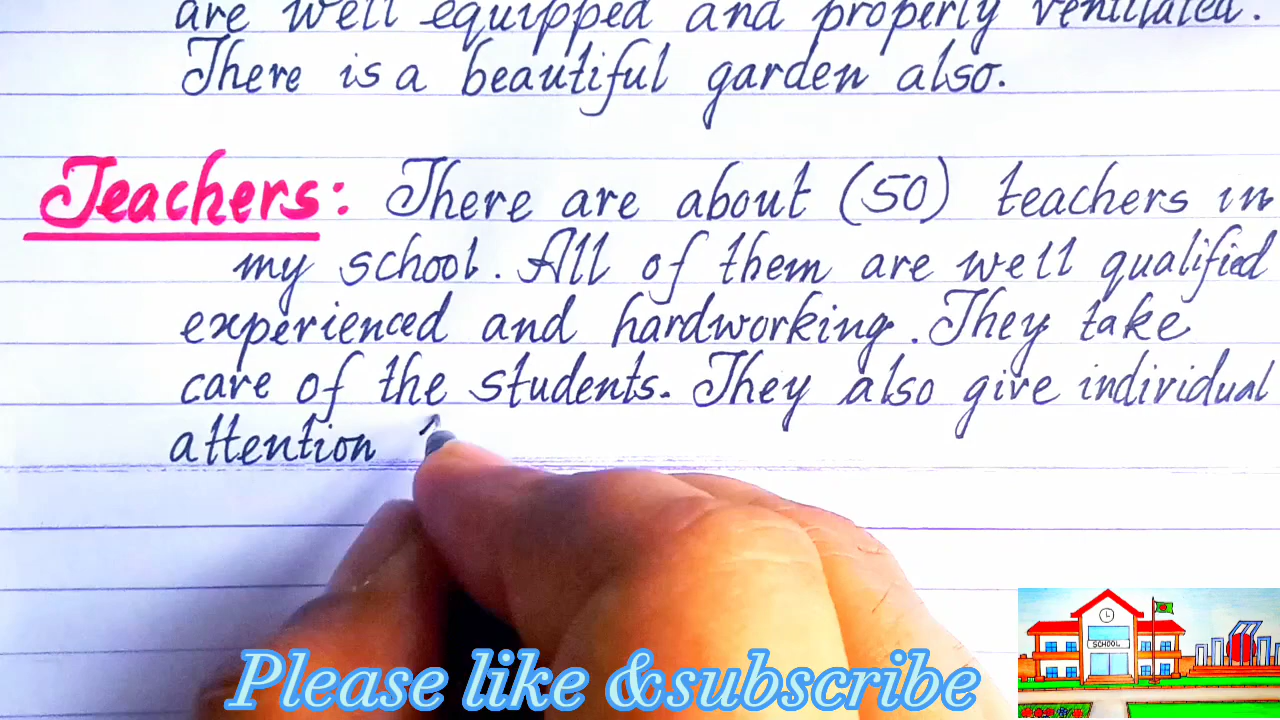 are well equipped and properly ventilated.
There is a beautiful garden also.
Teachers: There are about (50) teachers in
my school. All of them are well qualified
experienced and hardworking. They take
care of the students. They also give individual
attention
Please like &subscribe
SCHOOL